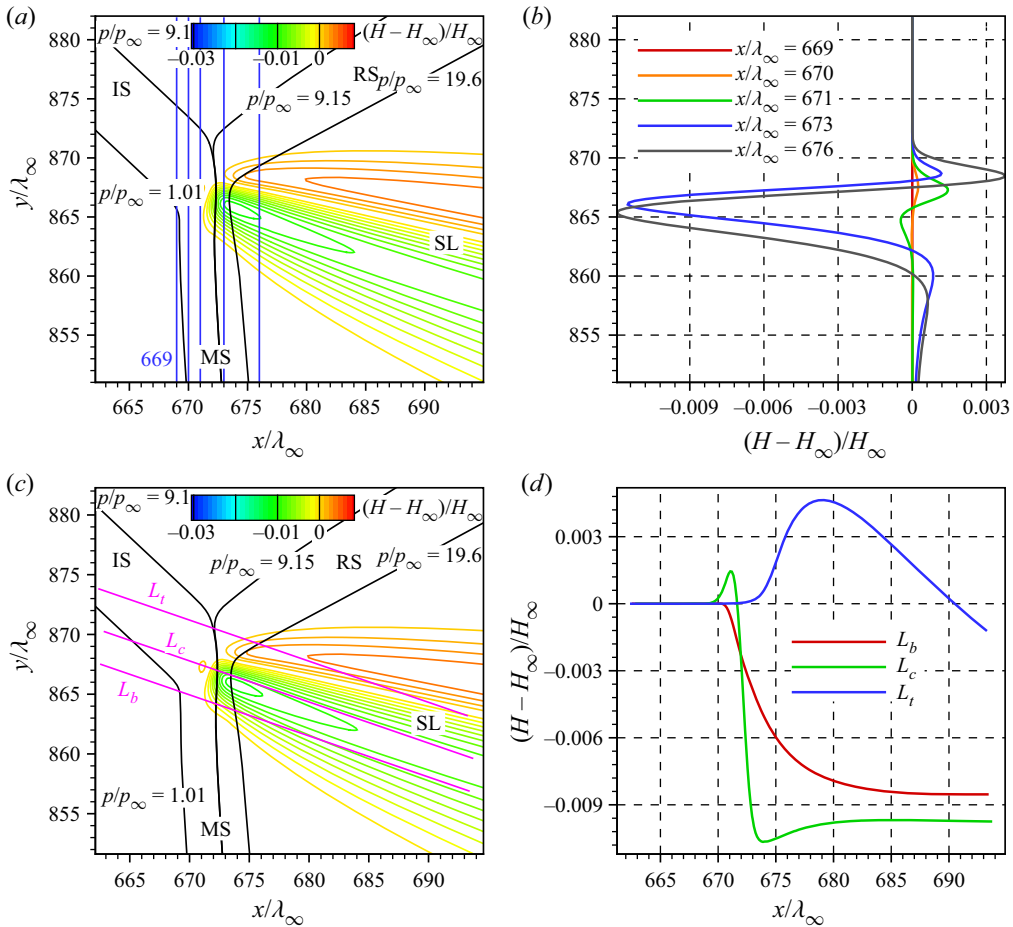 (a)
p/p∞ = 9.1
(H – H∞)/H∞
–0.03 –0.01 0
IS
RS
p/p∞ = 19.6
p/p∞ = 9.15
p/p∞ = 1.01
SL
669
MS
880
875
870
865
860
855
y/λ∞
665 670 675 680 685 690
x/λ∞
(b)
x/λ∞ = 669
x/λ∞ = 670
x/λ∞ = 671
x/λ∞ = 673
x/λ∞ = 676
880
875
870
865
860
855
–0.009 –0.006 –0.003 0 0.003
(H – H∞)/H∞
(c)
p/p∞ = 9.1
(H – H∞)/H∞
–0.03 –0.01 0
IS
RS
p/p∞ = 9.15
p/p∞ = 19.6
Lt
Lc
Lb
SL
p/p∞ = 1.01
MS
880
875
870
865
860
855
y/λ∞
665 670 675 680 685 690
x/λ∞
(d)
0.003
0
–0.003
–0.006
–0.009
(H – H∞)/H∞
Lb
Lc
Lt
665 670 675 680 685 690
x/λ∞